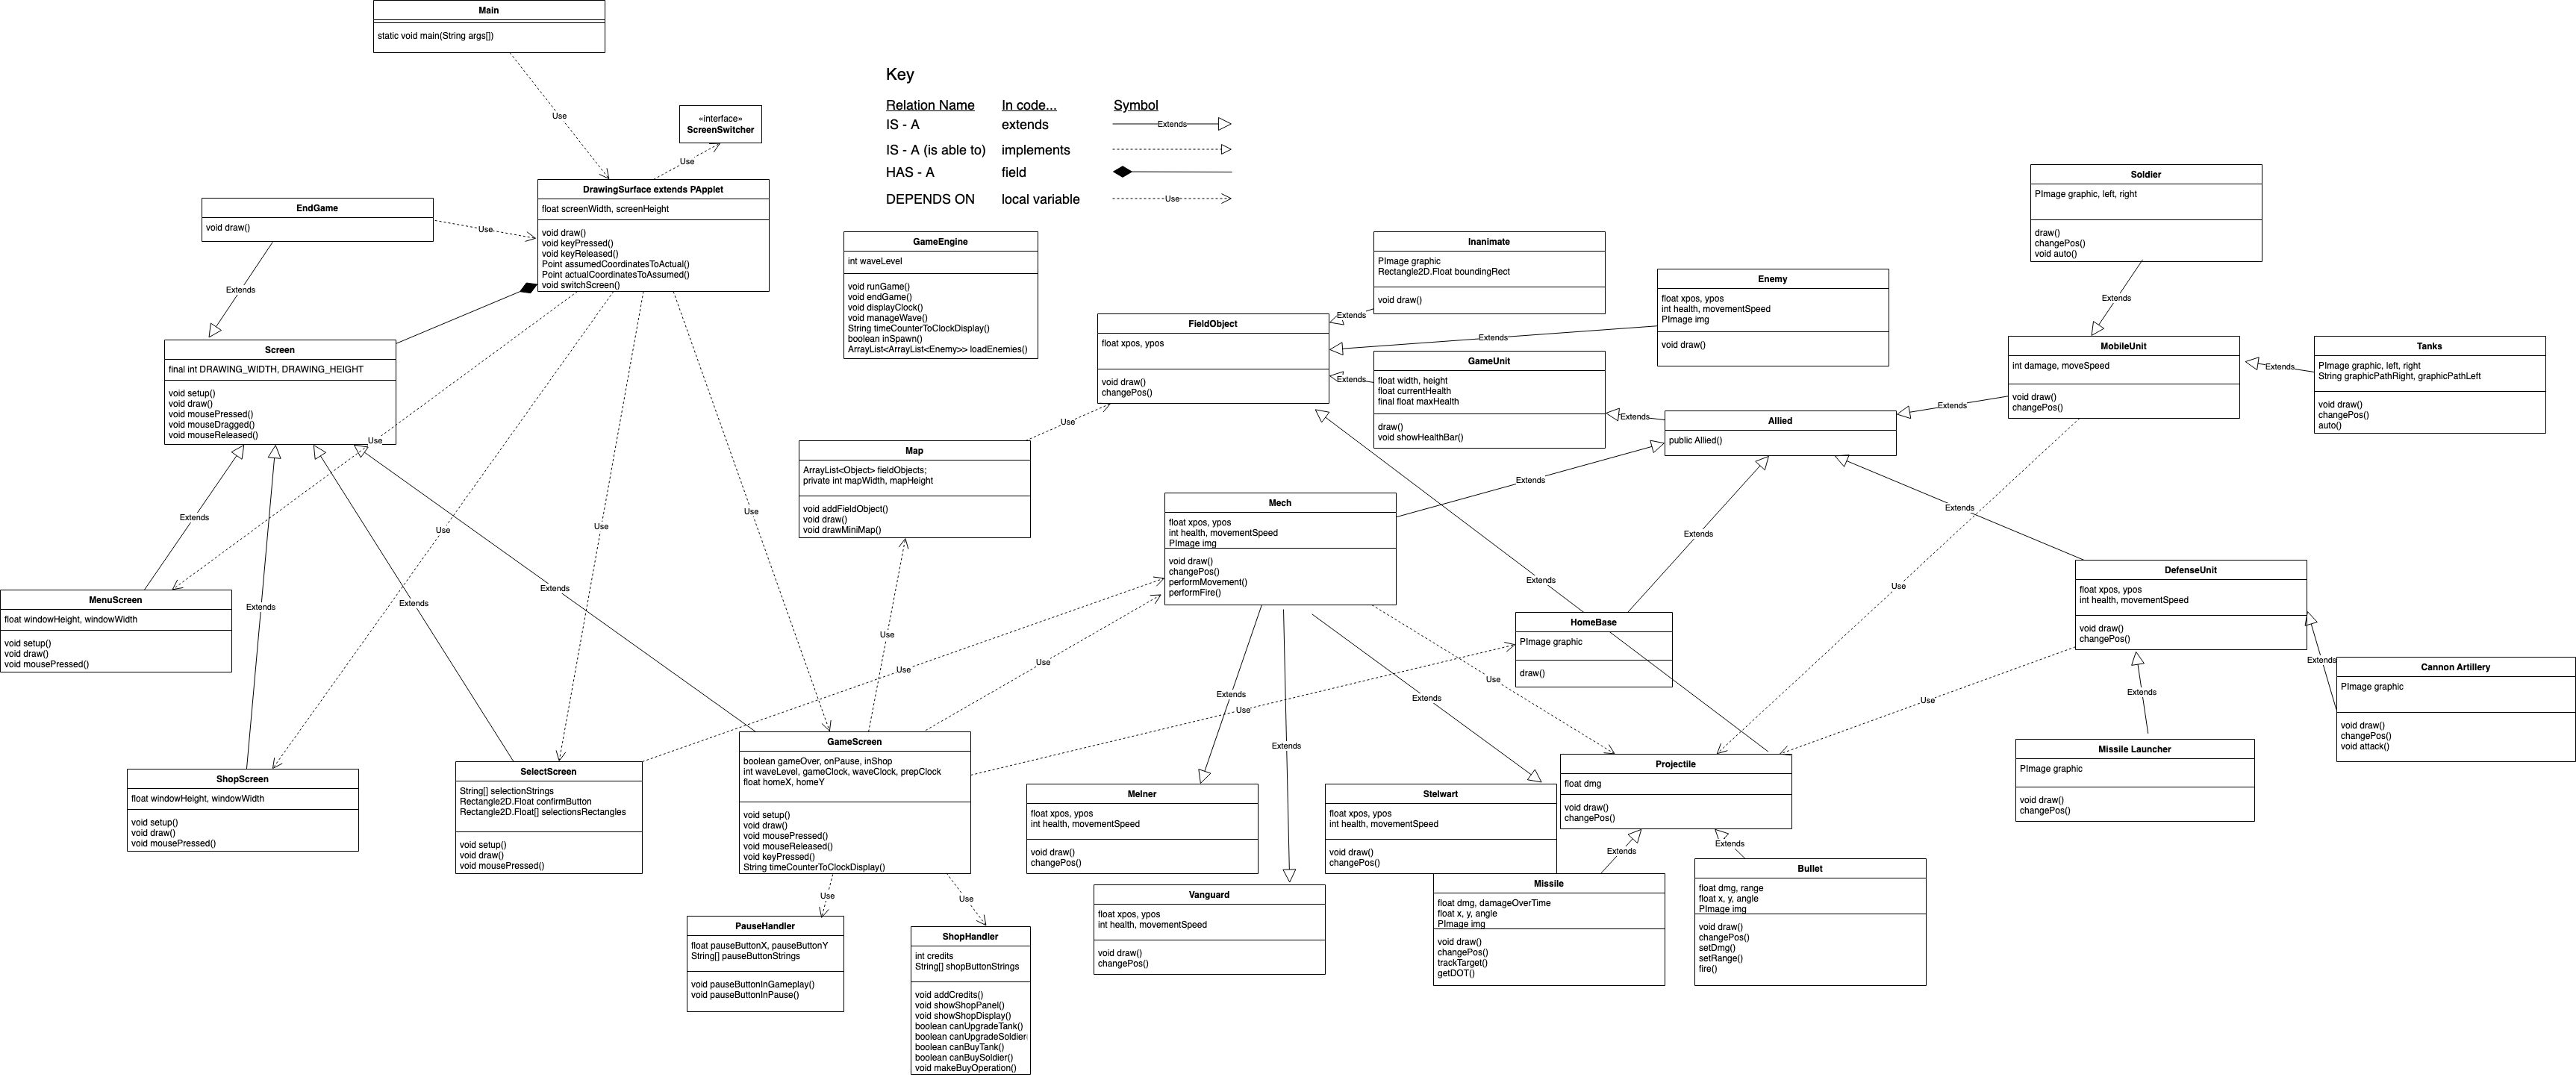 Main
static void main(String args[])
Use
«interface»
ScreenSwitcher
Use
Key
Relation Name In code... Symbol
IS - A extends Extends
IS - A (is able to) implements
HAS - A field
DEPENDS ON local variable Use
DrawingSurface extends PApplet
float screenWidth, screenHeight
void draw()
void keyPressed()
void keyReleased()
Point assumedCoordinatesToActual()
Point actualCoordinatesToAssumed()
void switchScreen()
EndGame
void draw()
Use
Extends
Screen
final int DRAWING_WIDTH, DRAWING_HEIGHT
void setup()
void draw()
void mousePressed()
void mouseDragged()
void mouseReleased()
Use
Extends
Extends
Extends
Extends
Use
Use
Use
GameEngine
int waveLevel
void runGame()
void endGame()
void displayClock()
void manageWave()
String timeCounterToClockDisplay()
boolean inSpawn()
ArrayList<ArrayList<Enemy>> loadEnemies()
Inanimate
PImage graphic
Rectangle2D.Float boundingRect
void draw()
Extends
Enemy
float xpos, ypos
int health, movementSpeed
PImage img
void draw()
Extends
FieldObject
float xpos, ypos
void draw()
changePos()
GameUnit
float width, height
float currentHealth
final float maxHealth
draw()
void showHealthBar()
Extends
Extends
Allied
public Allied()
Extends
Soldier
PImage graphic, left, right
draw()
changePos()
void auto()
Extends
MobileUnit
int damage, moveSpeed
void draw()
changePos()
Extends
Tanks
PImage graphic, left, right
String graphicPathRight, graphicPathLeft
void draw()
changePos()
auto()
Use
Map
ArrayList<Object> fieldObjects;
private int mapWidth, mapHeight
void addFieldObject()
void draw()
void drawMiniMap()
Mech
float xpos, ypos
int health, movementSpeed
PImage img
void draw()
changePos()
performMovement()
performFire()
Extends
Extends
Extends
Extends
Use
DefenseUnit
float xpos, ypos
int health, movementSpeed
void draw()
changePos()
HomeBase
PImage graphic
draw()
MenuScreen
float windowHeight, windowWidth
void setup()
void draw()
void mousePressed()
Use
Use
Use
Use
Use
Extends
Extends
Extends
Extends
Extends
Use
Cannon Artillery
PImage graphic
void draw()
changePos()
void attack()
Missile Launcher
PImage graphic
void draw()
changePos()
ShopScreen
float windowHeight, windowWidth
void setup()
void draw()
void mousePressed()
SelectScreen
String[] selectionStrings
Rectangle2D.Float confirmButton
Rectangle2D.Float[] selectionsRectangles
void setup()
void draw()
void mousePressed()
GameScreen
boolean gameOver, onPause, inShop
int waveLevel, gameClock, waveClock, prepClock
float homeX, homeY
void setup()
void draw()
void mousePressed()
void mouseReleased()
void keyPressed()
String timeCounterToClockDisplay()
Melner
float xpos, ypos
int health, movementSpeed
void draw()
changePos()
Stelwart
float xpos, ypos
int health, movementSpeed
void draw()
changePos()
Projectile
float dmg
void draw()
changePos()
Extends
Extends
Use
Use
Vanguard
float xpos, ypos
int health, movementSpeed
void draw()
changePos()
Missile
float dmg, damageOverTime
float x, y, angle
PImage img
void draw()
changePos()
trackTarget()
getDOT()
Bullet
float dmg, range
float x, y, angle
PImage img
void draw()
changePos()
setDmg()
setRange()
fire()
PauseHandler
float pauseButtonX, pauseButtonY
String[] pauseButtonStrings
void pauseButtonInGameplay()
void pauseButtonInPause()
ShopHandler
int credits
String[] shopButtonStrings
void addCredits()
void showShopPanel()
void showShopDisplay()
boolean canUpgradeTank()
boolean canUpgradeSoldier(
boolean canBuyTank()
boolean canBuySoldier()
void makeBuyOperation()